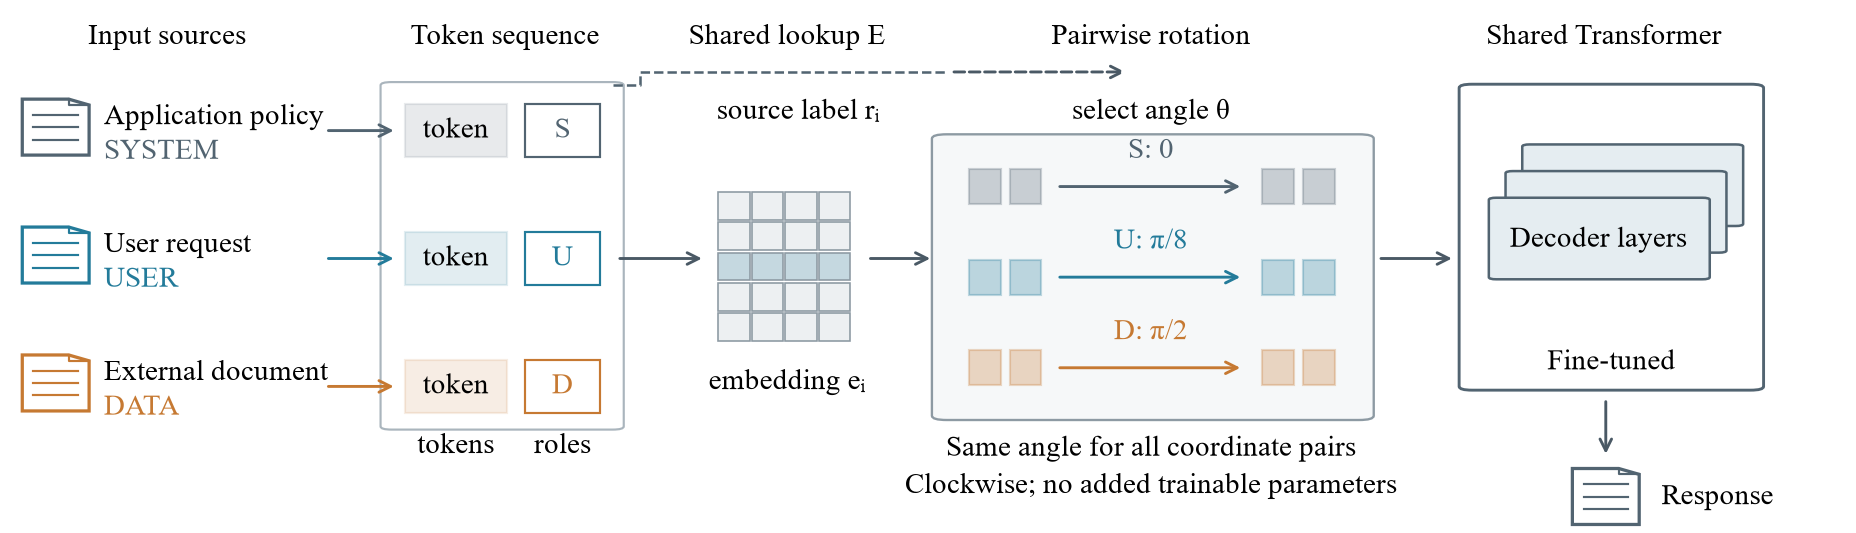 Input sources
Token sequence
Shared lookup E
Pairwise rotation
Shared Transformer
Application policy
SYSTEM
User request
USER
External document
DATA
token
S
token
U
token
D
tokens
roles
source label rᵢ
embedding eᵢ
select angle θ
S: 0
U: π/8
D: π/2
Same angle for all coordinate pairs
Clockwise; no added trainable parameters
Decoder layers
Fine-tuned
Response